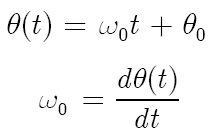 θ(t) = ω₀t + θ₀
ω₀ = dθ(t)/dt